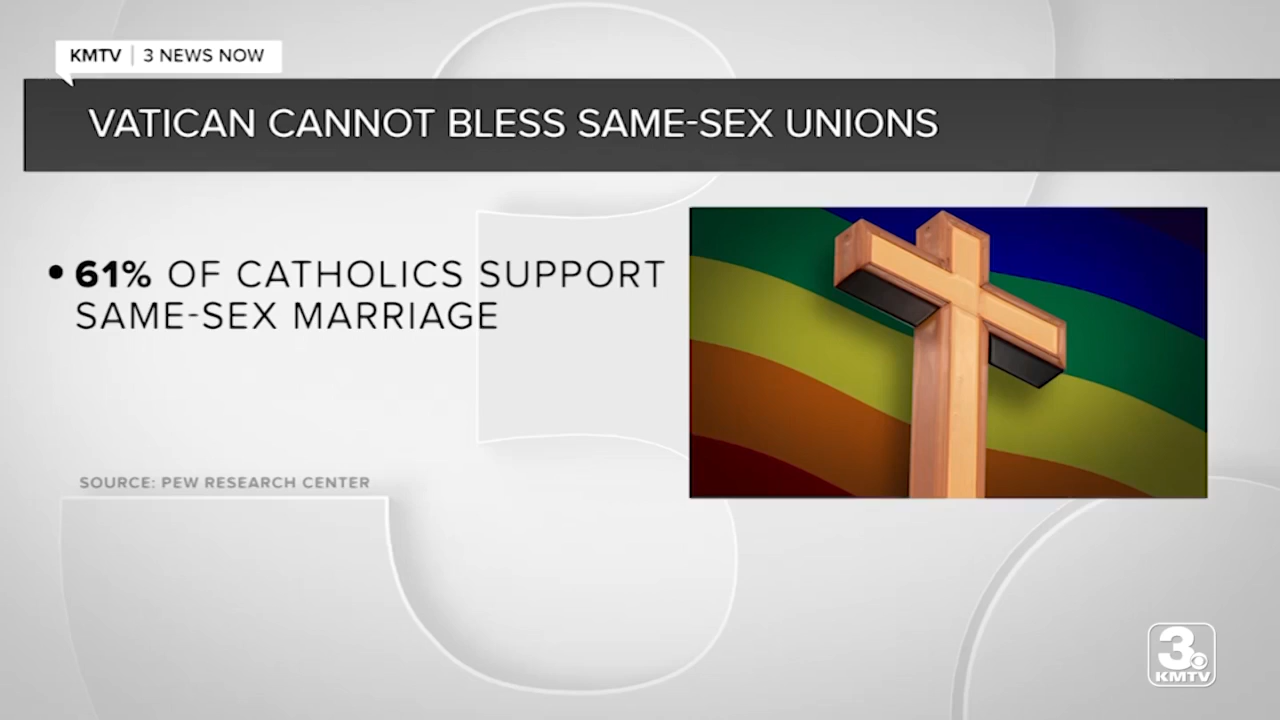 KMTV | 3 NEWS NOW
VATICAN CANNOT BLESS SAME-SEX UNIONS
• 61% OF CATHOLICS SUPPORT
SAME-SEX MARRIAGE
SOURCE: PEW RESEARCH CENTER
3
KMTV